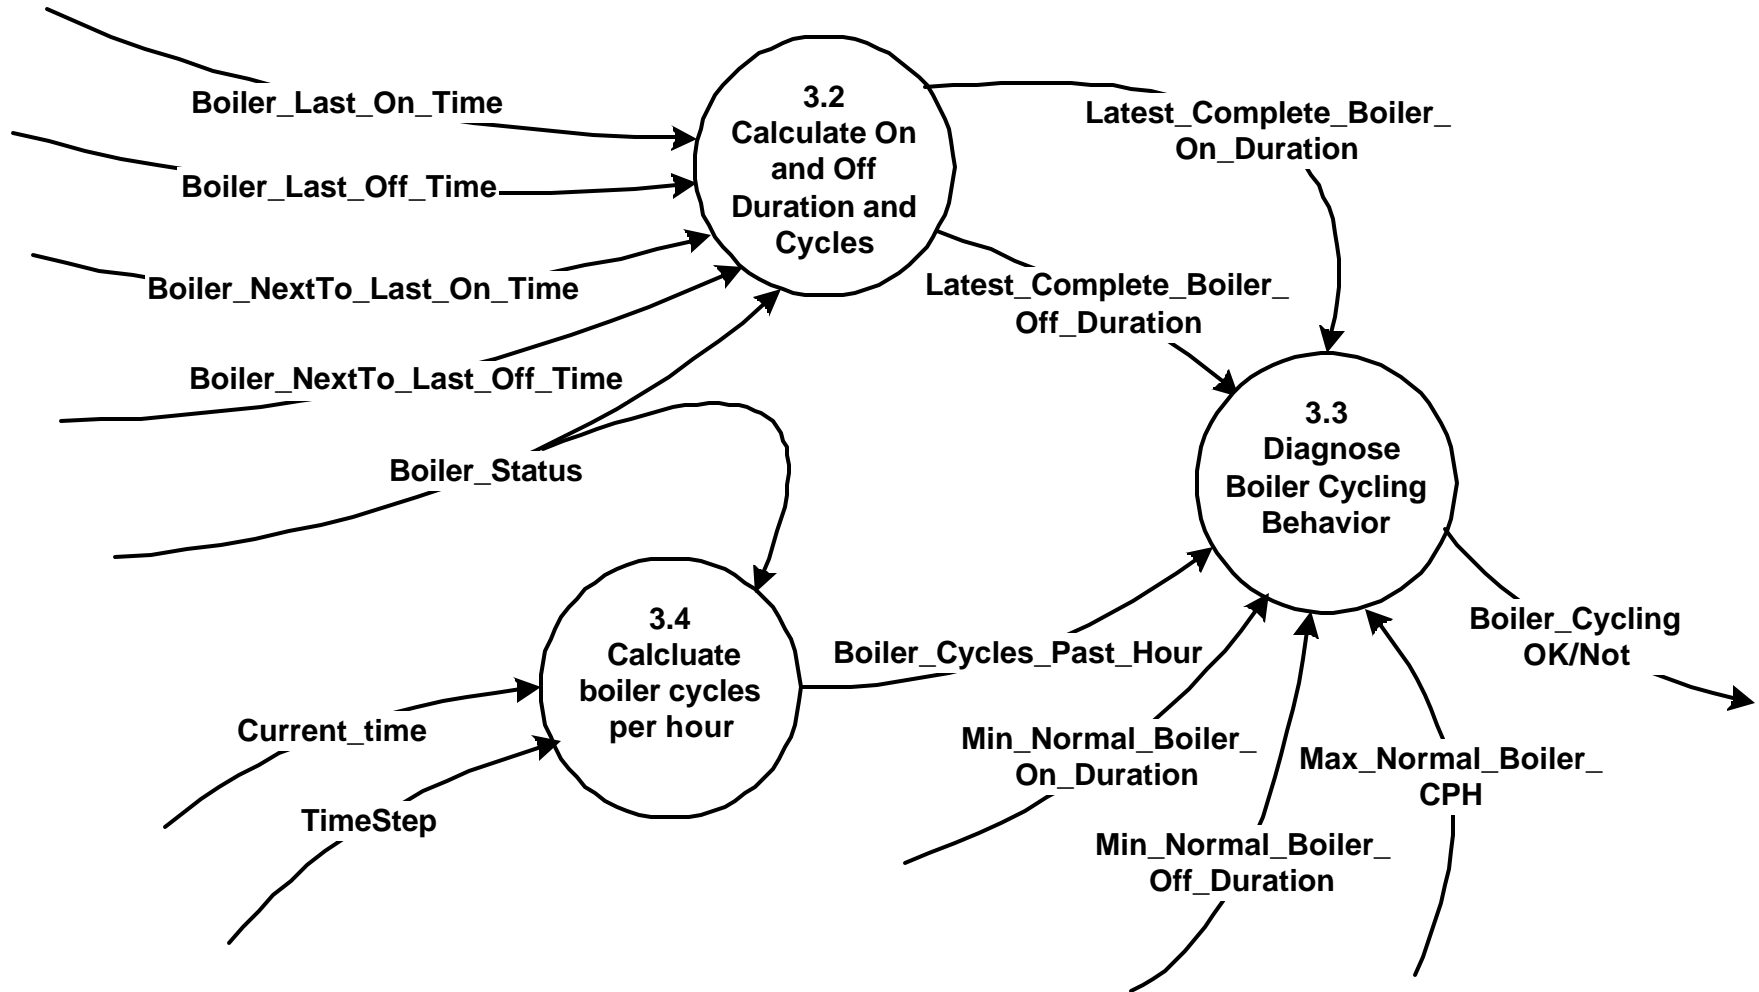 Boiler_Last_On_Time
Boiler_Last_Off_Time
Boiler_NextTo_Last_On_Time
Boiler_NextTo_Last_Off_Time
Boiler_Status
3.2
Calculate On
and Off
Duration and
Cycles
Latest_Complete_Boiler_
On_Duration
Latest_Complete_Boiler_
Off_Duration
3.3
Diagnose
Boiler Cycling
Behavior
3.4
Calcluate
boiler cycles
per hour
Current_time
TimeStep
Boiler_Cycles_Past_Hour
Min_Normal_Boiler_
On_Duration
Min_Normal_Boiler_
Off_Duration
Max_Normal_Boiler_
CPH
Boiler_Cycling
OK/Not